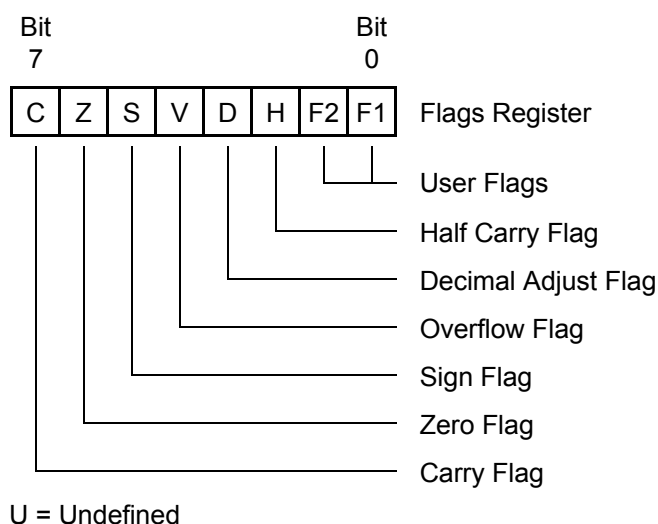 Bit Bit
7 0
C Z S V D H F2 F1 Flags Register
User Flags
Half Carry Flag
Decimal Adjust Flag
Overflow Flag
Sign Flag
Zero Flag
Carry Flag
U = Undefined